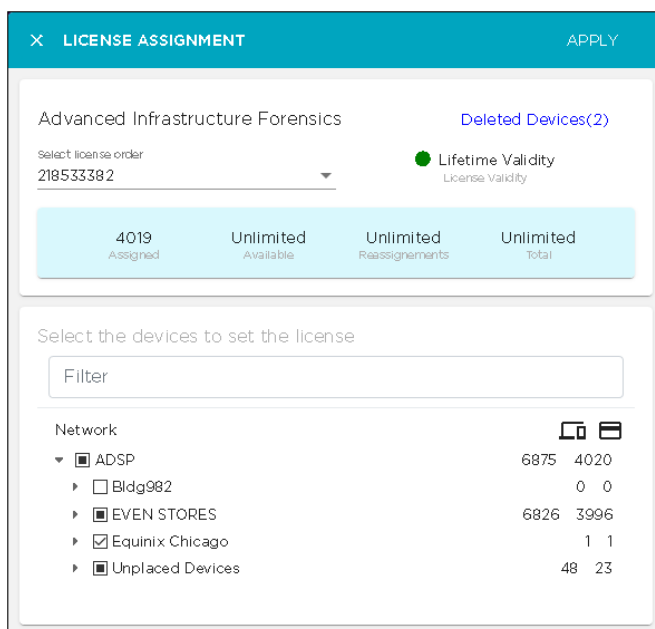 LICENSE ASSIGNMENT APPLY
Advanced Infrastructure Forensics Deleted Devices(2)
Select license order
218533382
Lifetime Validity
License Validity
4019 Unlimited Unlimited Unlimited
Assigned Available Reassignements Total
Select the devices to set the license
Filter
Network
ADSP 6875 4020
Bldg982 0 0
EVEN STORES 6826 3996
Equinix Chicago 1 1
Unplaced Devices 48 23